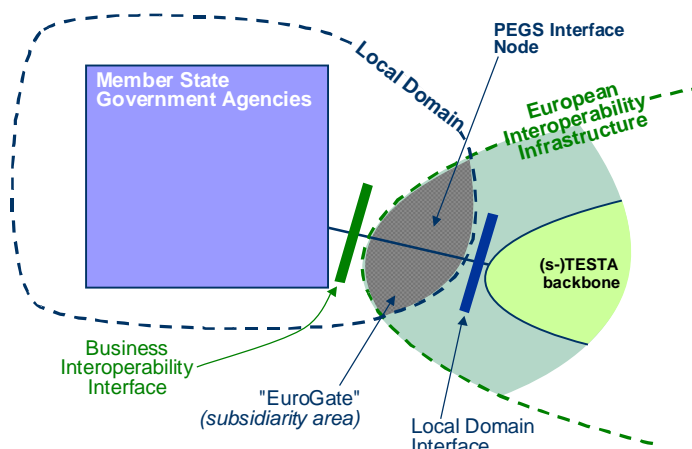 PEGS Interface
Node
Local Domain
Member State
Government Agencies
European
Interoperability
Infrastructure
(s-)TESTA
backbone
Business
Interoperability
Interface
"EuroGate"
(subsidiarity area)
Local Domain
Interface